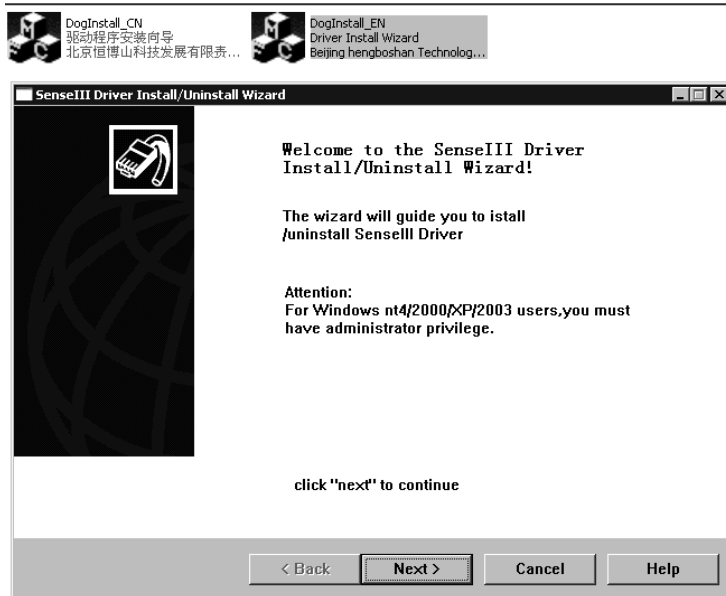 DogInstall_CN
驱动程序安装向导
北京恒博山科技发展有限责...
DogInstall_EN
Driver Install Wizard
Beijing hengboshan Technolog...
SenseIII Driver Install/Uninstall Wizard
Welcome to the SenseIII Driver
Install/Uninstall Wizard!
The wizard will guide you to istall
/uninstall SenseIII Driver
Attention:
For Windows nt4/2000/XP/2003 users,you must
have administrator privilege.
click "next" to continue
< Back Next > Cancel Help